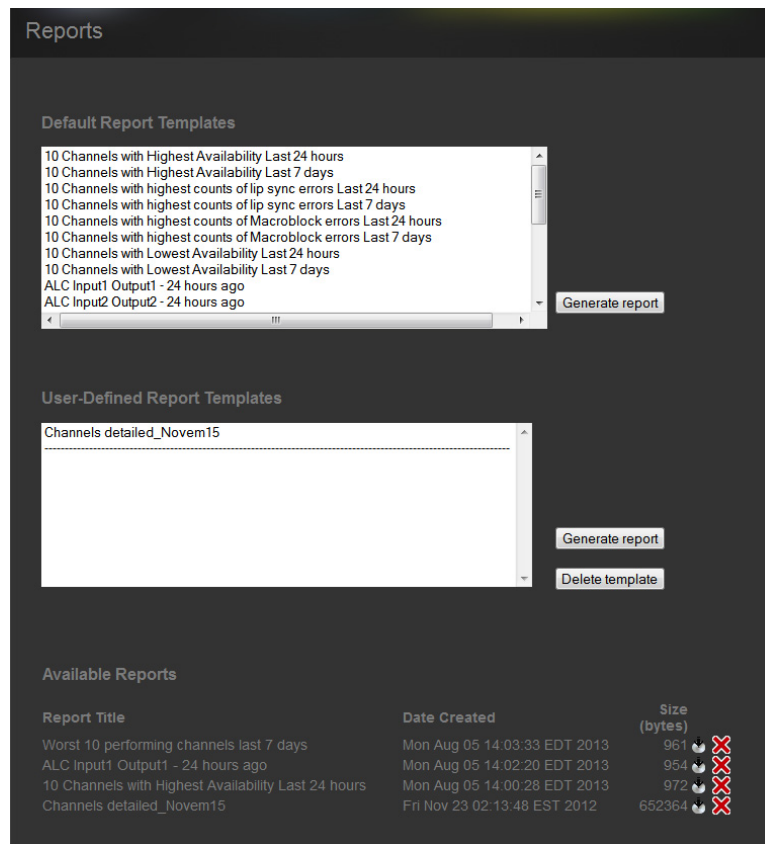 Reports
Default Report Templates
10 Channels with Highest Availability Last 24 hours
10 Channels with Highest Availability Last 7 days
10 Channels with highest counts of lip sync errors Last 24 hours
10 Channels with highest counts of lip sync errors Last 7 days
10 Channels with highest counts of Macroblock errors Last 24 hours
10 Channels with highest counts of Macroblock errors Last 7 days
10 Channels with Lowest Availability Last 24 hours
10 Channels with Lowest Availability Last 7 days
ALC Input1 Output1 - 24 hours ago
ALC Input2 Output2 - 24 hours ago
Generate report
User-Defined Report Templates
Channels detailed_Novem15
Generate report
Delete template
Available Reports
Report Title Date Created Size (bytes)
Worst 10 performing channels last 7 days Mon Aug 05 14:03:33 EDT 2013 961
ALC Input1 Output1 - 24 hours ago Mon Aug 05 14:02:20 EDT 2013 954
10 Channels with Highest Availability Last 24 hours Mon Aug 05 14:00:28 EDT 2013 972
Channels detailed_Novem15 Fri Nov 23 02:13:48 EST 2012 652364